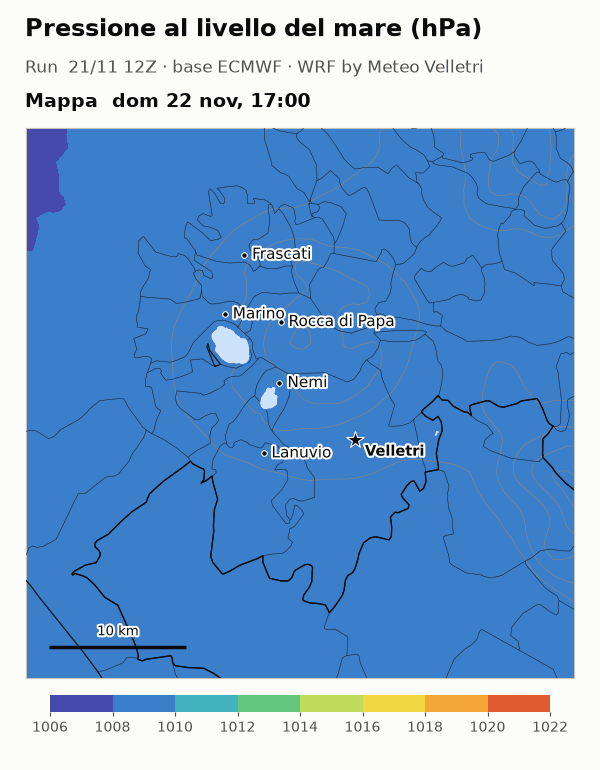 Pressione al livello del mare (hPa)
Run  21/11 12Z · base ECMWF · WRF by Meteo Velletri
Mappa  dom 22 nov, 17:00
Frascati
Marino
Rocca di Papa
Nemi
Velletri
Lanuvio
10 km
1006 1008 1010 1012 1014 1016 1018 1020 1022